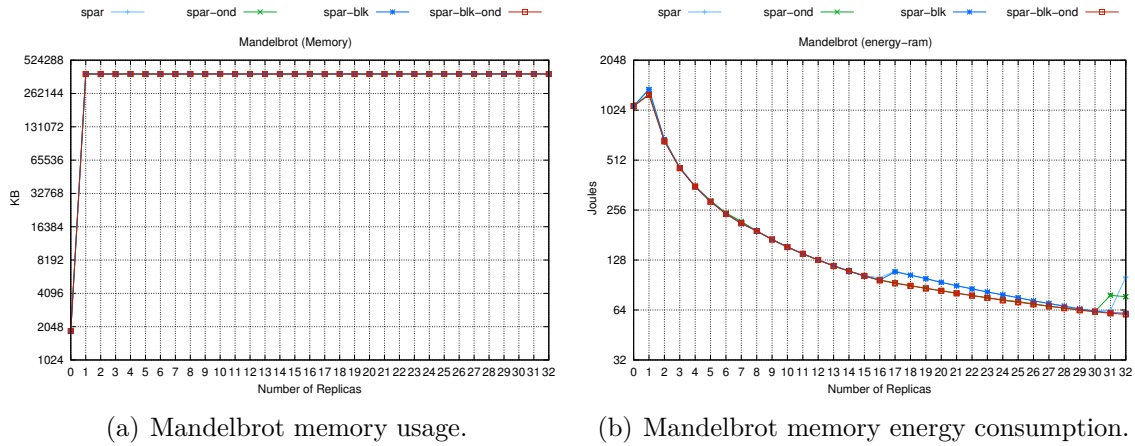 spar spar-ond spar-blk spar-blk-ond
Mandelbrot (Memory)
524288
262144
131072
65536
32768
16384
8192
4096
2048
1024
KB
0 1 2 3 4 5 6 7 8 9 10 11 12 13 14 15 16 17 18 19 20 21 22 23 24 25 26 27 28 29 30 31 32
Number of Replicas
(a) Mandelbrot memory usage.
spar spar-ond spar-blk spar-blk-ond
Mandelbrot (energy-ram)
2048
1024
512
256
128
64
32
Joules
0 1 2 3 4 5 6 7 8 9 10 11 12 13 14 15 16 17 18 19 20 21 22 23 24 25 26 27 28 29 30 31 32
Number of Replicas
(b) Mandelbrot memory energy consumption.